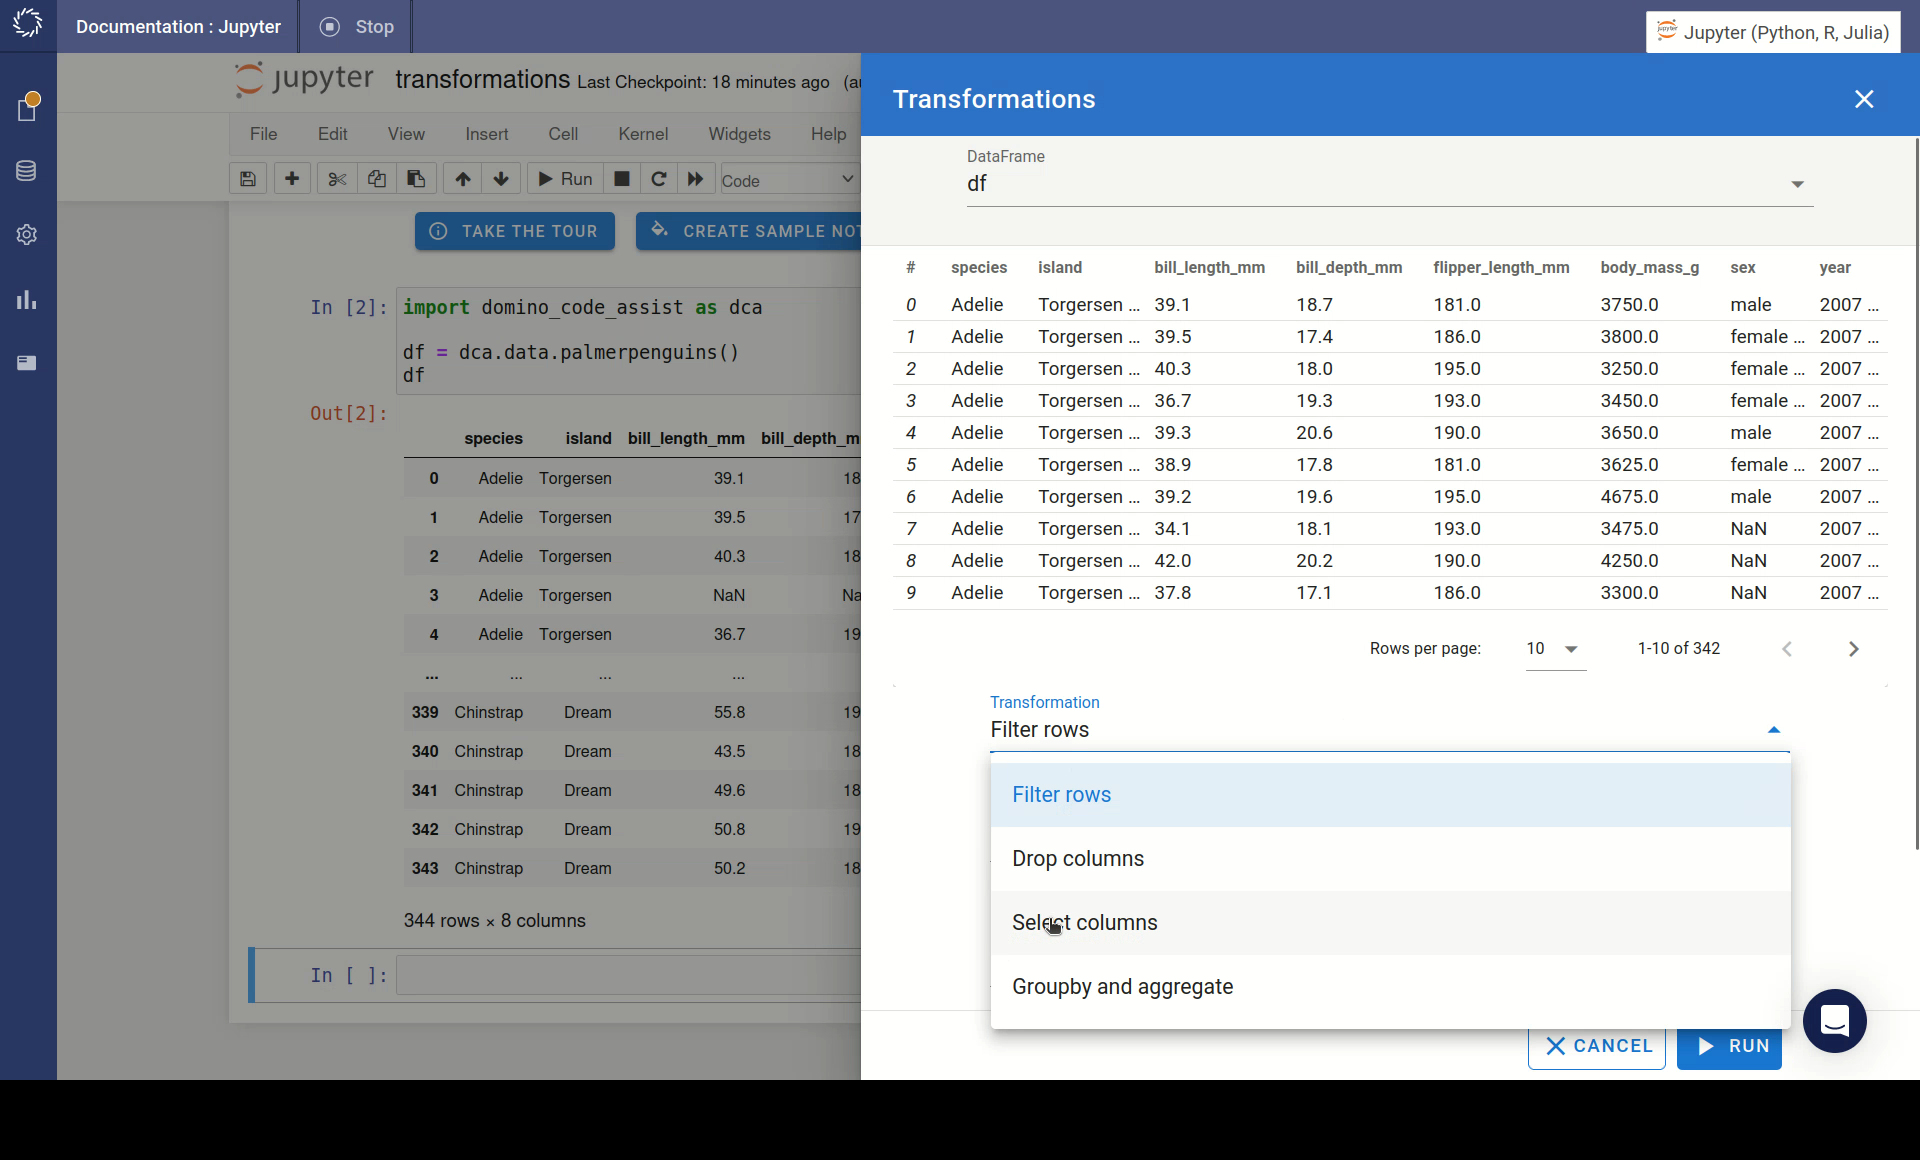 Documentation : Jupyter
Stop
Jupyter (Python, R, Julia)
jupyter transformations Last Checkpoint: 18 minutes ago (au
File Edit View Insert Cell Kernel Widgets Help
Run
Code
TAKE THE TOUR
CREATE SAMPLE NOT
In [2]: import domino_code_assist as dca
df = dca.data.palmerpenguins()
df
Out[2]:
species island bill_length_mm bill_depth_m
0 Adelie Torgersen 39.1 18
1 Adelie Torgersen 39.5 17
2 Adelie Torgersen 40.3 18
3 Adelie Torgersen NaN Na
4 Adelie Torgersen 36.7 19
... ... ... ...
339 Chinstrap Dream 55.8 19
340 Chinstrap Dream 43.5 18
341 Chinstrap Dream 49.6 18
342 Chinstrap Dream 50.8 19
343 Chinstrap Dream 50.2 18
344 rows × 8 columns
In [ ]:
Transformations
DataFrame
df
# species island bill_length_mm bill_depth_mm flipper_length_mm body_mass_g sex year
0 Adelie Torgersen ... 39.1 18.7 181.0 3750.0 male 2007 ...
1 Adelie Torgersen ... 39.5 17.4 186.0 3800.0 female ... 2007 ...
2 Adelie Torgersen ... 40.3 18.0 195.0 3250.0 female ... 2007 ...
3 Adelie Torgersen ... 36.7 19.3 193.0 3450.0 female ... 2007 ...
4 Adelie Torgersen ... 39.3 20.6 190.0 3650.0 male 2007 ...
5 Adelie Torgersen ... 38.9 17.8 181.0 3625.0 female ... 2007 ...
6 Adelie Torgersen ... 39.2 19.6 195.0 4675.0 male 2007 ...
7 Adelie Torgersen ... 34.1 18.1 193.0 3475.0 NaN 2007 ...
8 Adelie Torgersen ... 42.0 20.2 190.0 4250.0 NaN 2007 ...
9 Adelie Torgersen ... 37.8 17.1 186.0 3300.0 NaN 2007 ...
Rows per page: 10 1-10 of 342
Transformation
Filter rows
Filter rows
Drop columns
Select columns
Groupby and aggregate
CANCEL
RUN